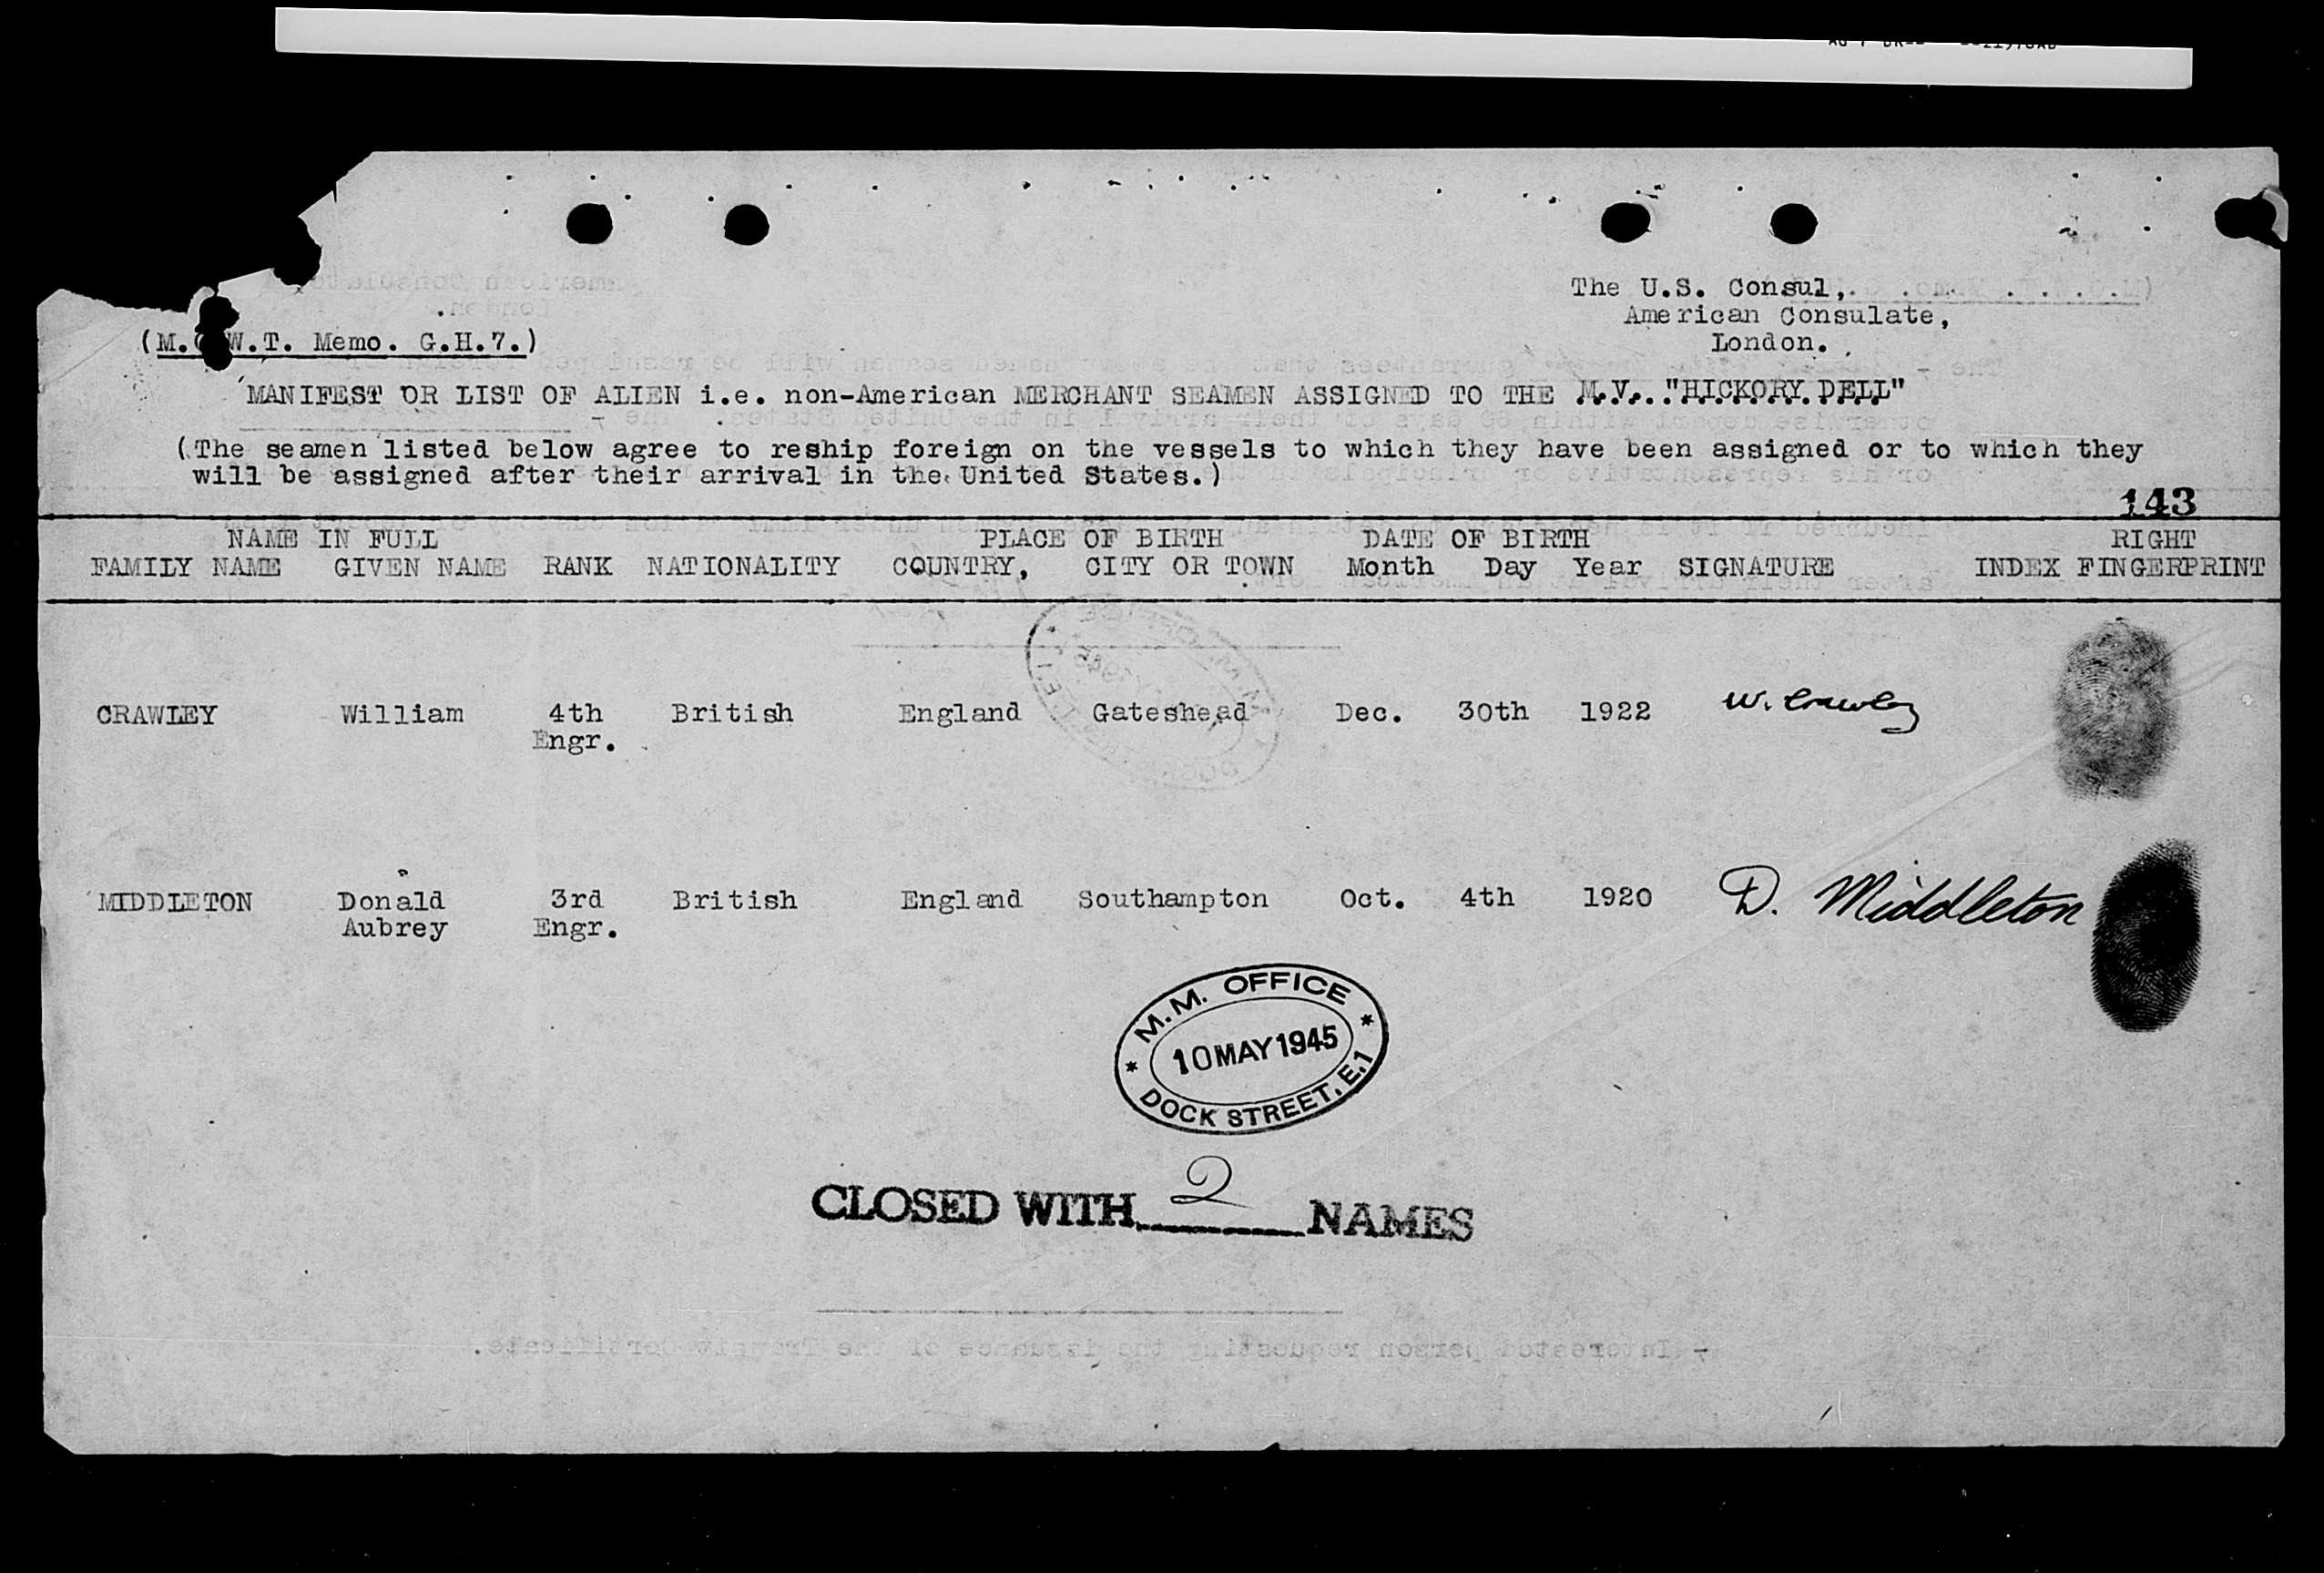 The U.S. Consul,
American Consulate,
London.
(M. W.T. Memo. G.H.7.)
MANIFEST OR LIST OF ALIEN i.e. non-American MERCHANT SEAMEN ASSIGNED TO THE M.V. "HICKORY DELL"
(The seamen listed below agree to reship foreign on the vessels to which they have been assigned or to which they
will be assigned after their arrival in the United States.)
143
NAME IN FULL PLACE OF BIRTH DATE OF BIRTH RIGHT
FAMILY NAME GIVEN NAME RANK NATIONALITY COUNTRY, CITY OR TOWN Month Day Year SIGNATURE INDEX FINGERPRINT
CRAWLEY William 4th British England Gateshead Dec. 30th 1922 W. Crawley
Engr.
MIDDLETON Donald 3rd British England Southampton Oct. 4th 1920 D. Middleton
Aubrey Engr.
M.M. OFFICE
10 MAY 1945
DOCK STREET, E.1
CLOSED WITH 2 NAMES